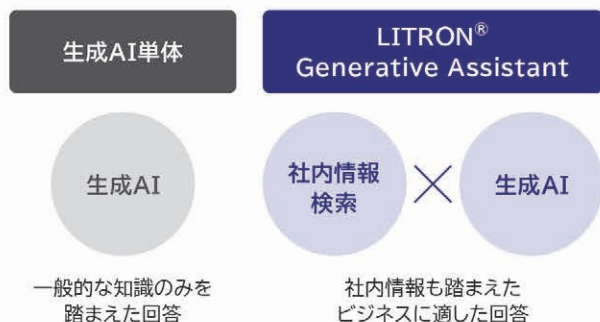 生成AI単体
LITRON®
Generative Assistant
生成AI
社内情報
検索
×
生成AI
一般的な知識のみを
踏まえた回答
社内情報も踏まえた
ビジネスに適した回答